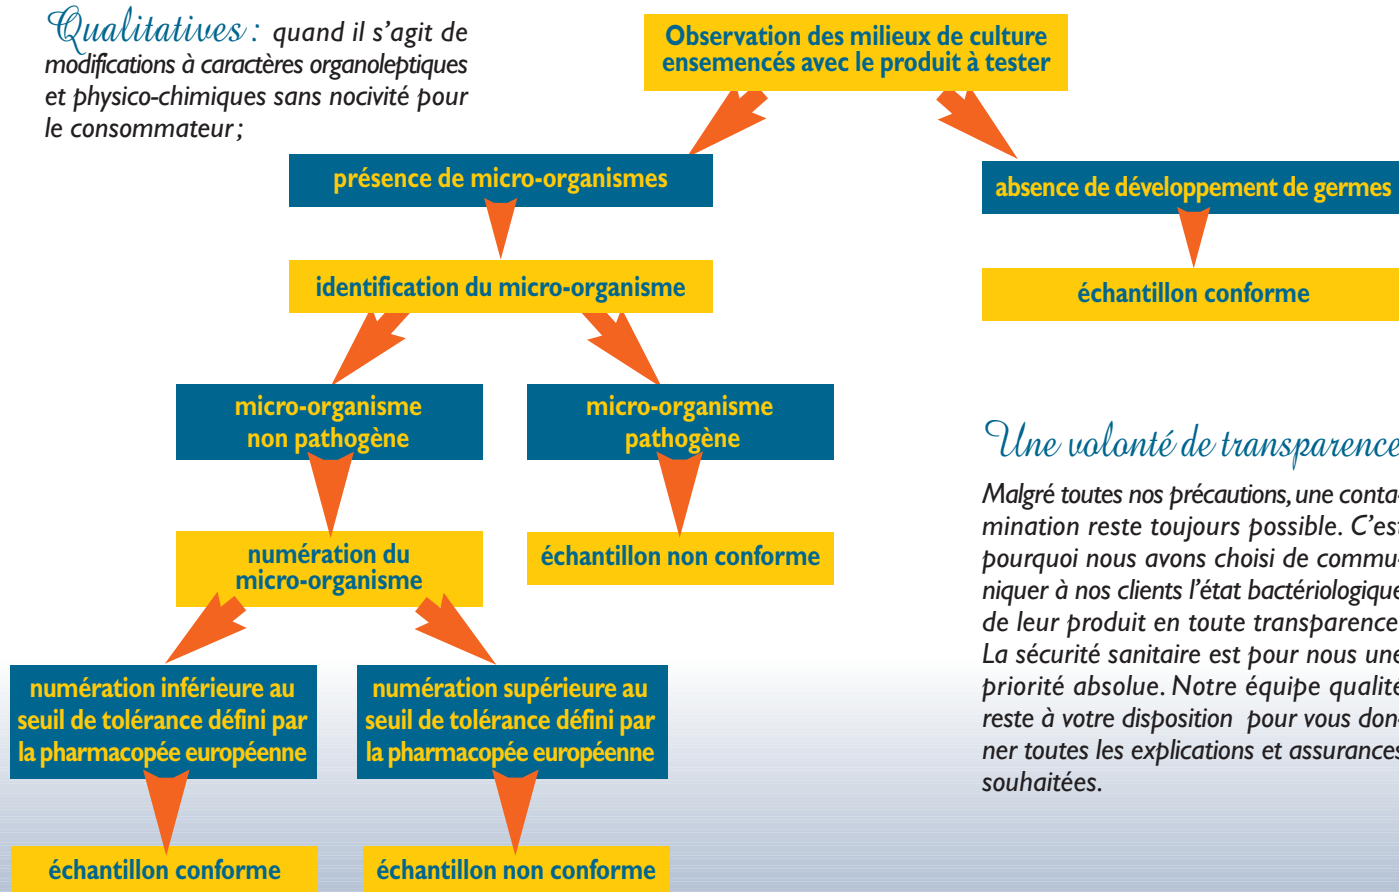 Qualitatives : quand il s’agit de
modifications à caractères organoleptiques
et physico-chimiques sans nocivité pour
le consommateur ;
Observation des milieux de culture
ensemencés avec le produit à tester
présence de micro-organismes
absence de développement de germes
identification du micro-organisme
échantillon conforme
micro-organisme
non pathogène
micro-organisme
pathogène
numération du
micro-organisme
échantillon non conforme
numération inférieure au
seuil de tolérance défini par
la pharmacopée européenne
numération supérieure au
seuil de tolérance défini par
la pharmacopée européenne
échantillon conforme
échantillon non conforme
Une volonté de transparence
Malgré toutes nos précautions, une conta-
mination reste toujours possible. C’est
pourquoi nous avons choisi de commu-
niquer à nos clients l’état bactériologique
de leur produit en toute transparence.
La sécurité sanitaire est pour nous une
priorité absolue. Notre équipe qualité
reste à votre disposition pour vous don-
ner toutes les explications et assurances
souhaitées.